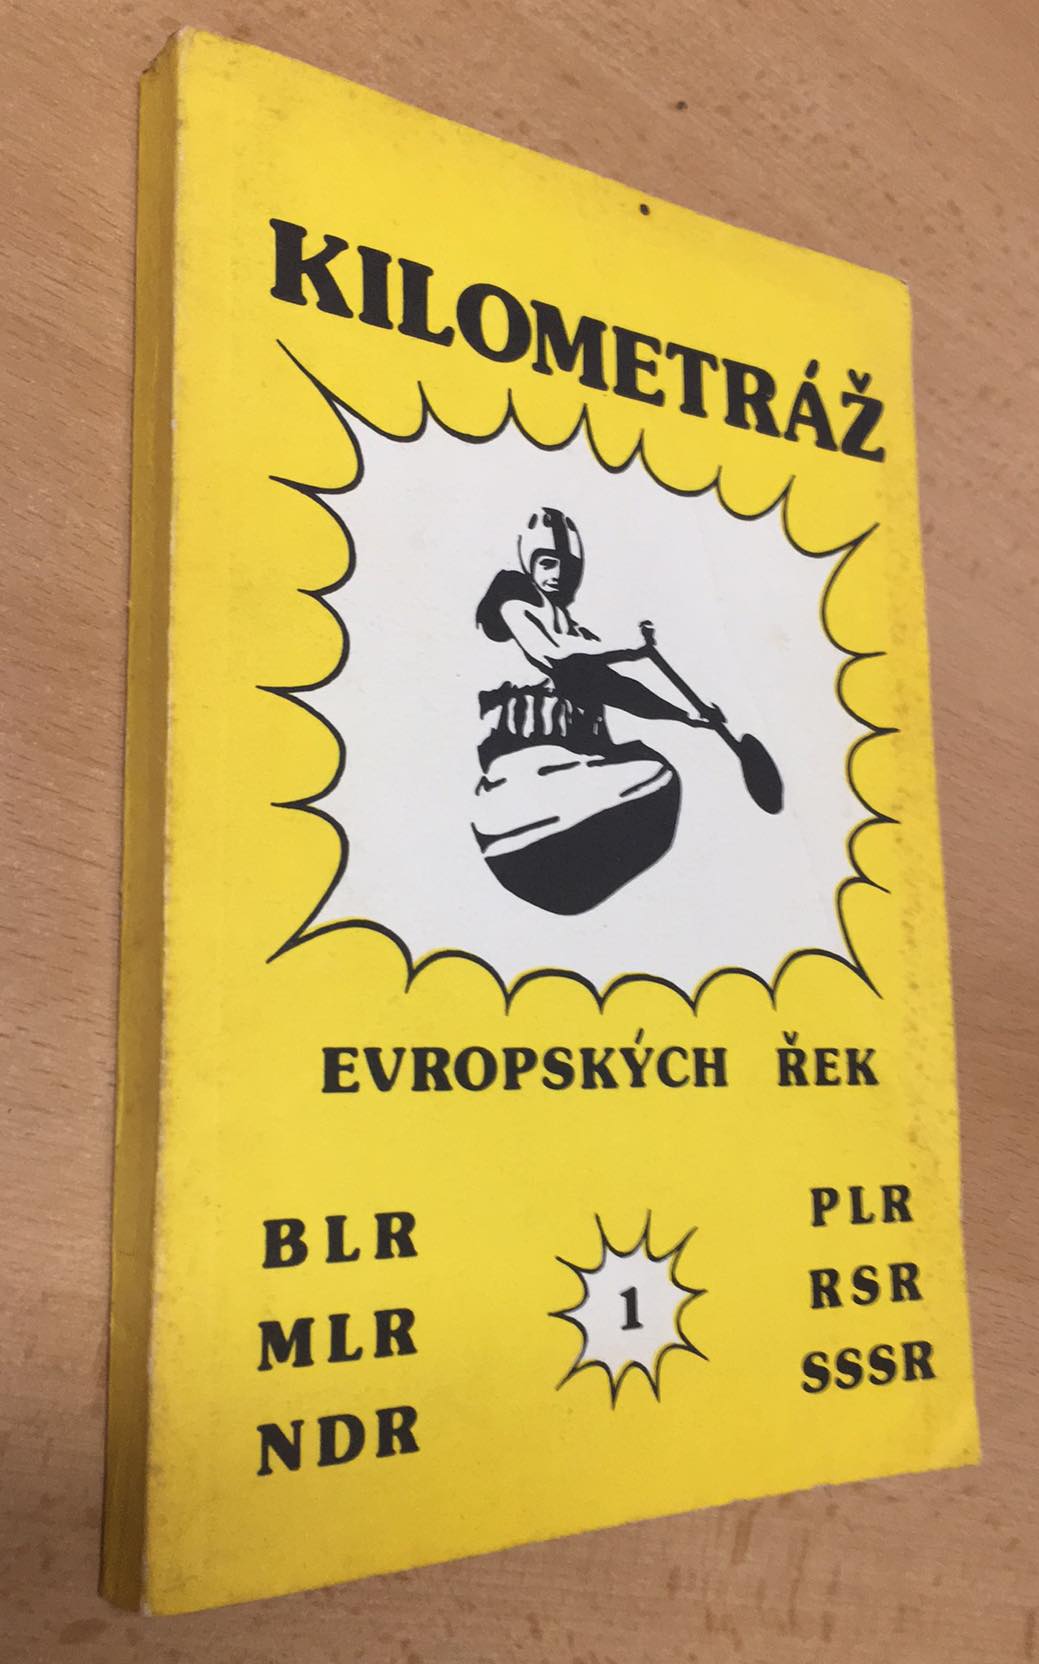 KILOMETRÁŽ
EVROPSKÝCH ŘEK
BLR
MLR
NDR
1
PLR
RSR
SSSR